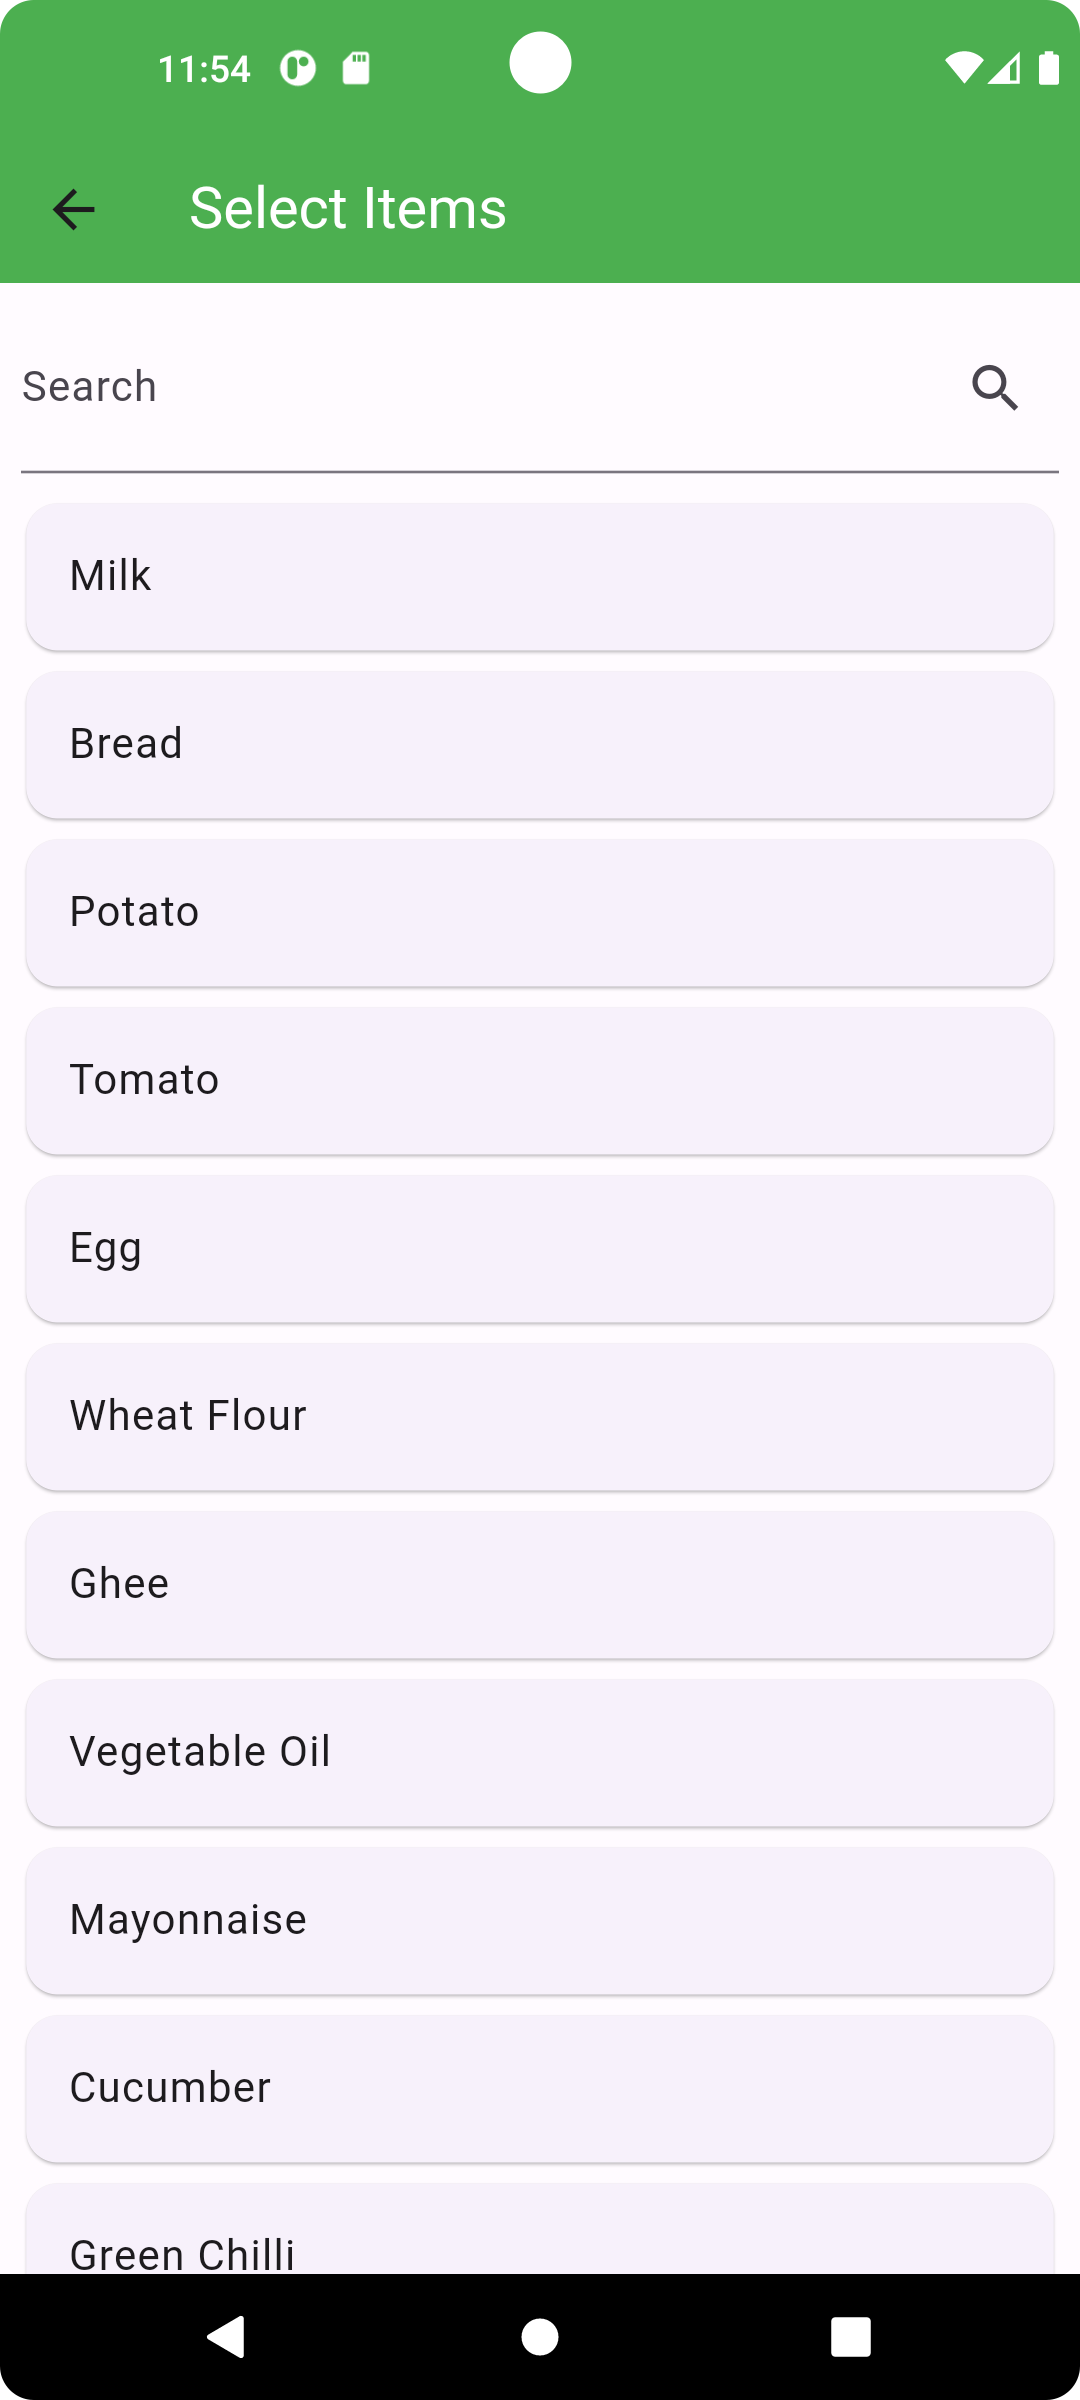 11:54
Select Items
Search
Milk
Bread
Potato
Tomato
Egg
Wheat Flour
Ghee
Vegetable Oil
Mayonnaise
Cucumber
Green Chilli